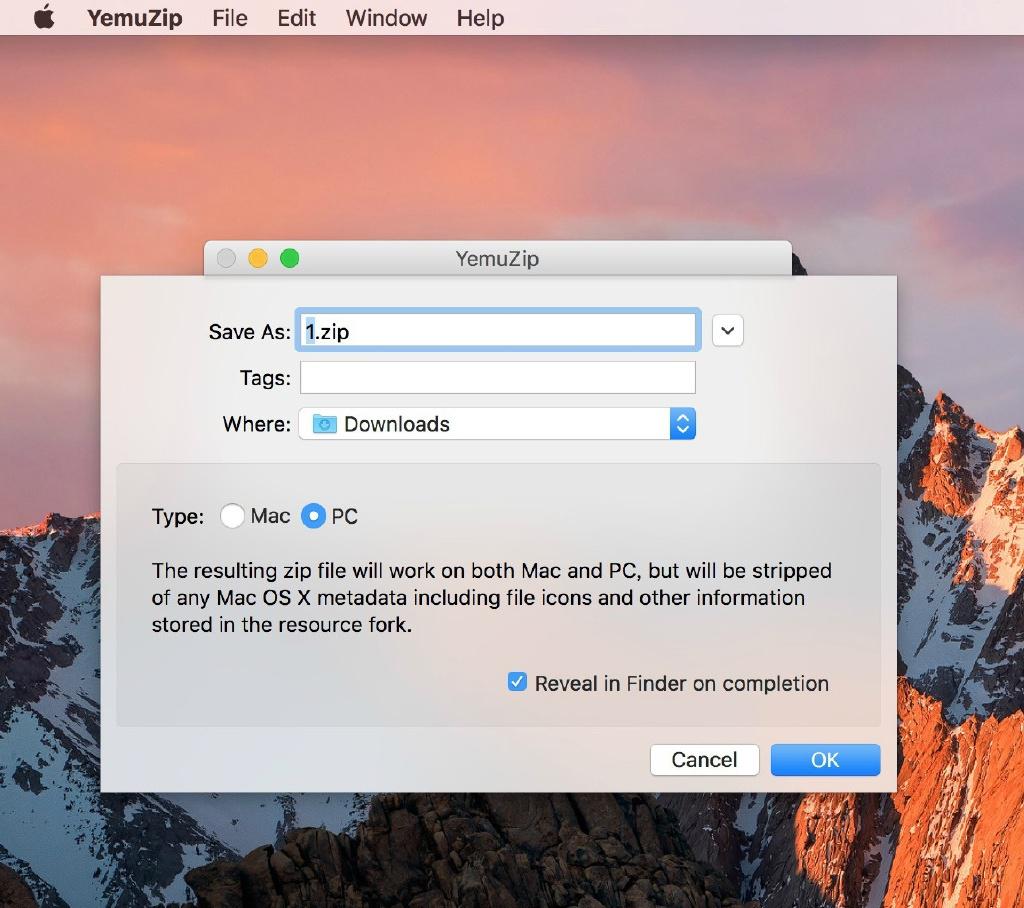 YemuZip File Edit Window Help
YemuZip
Save As: 1.zip
Tags:
Where: Downloads
Type: Mac PC
The resulting zip file will work on both Mac and PC, but will be stripped
of any Mac OS X metadata including file icons and other information
stored in the resource fork.
Reveal in Finder on completion
Cancel OK